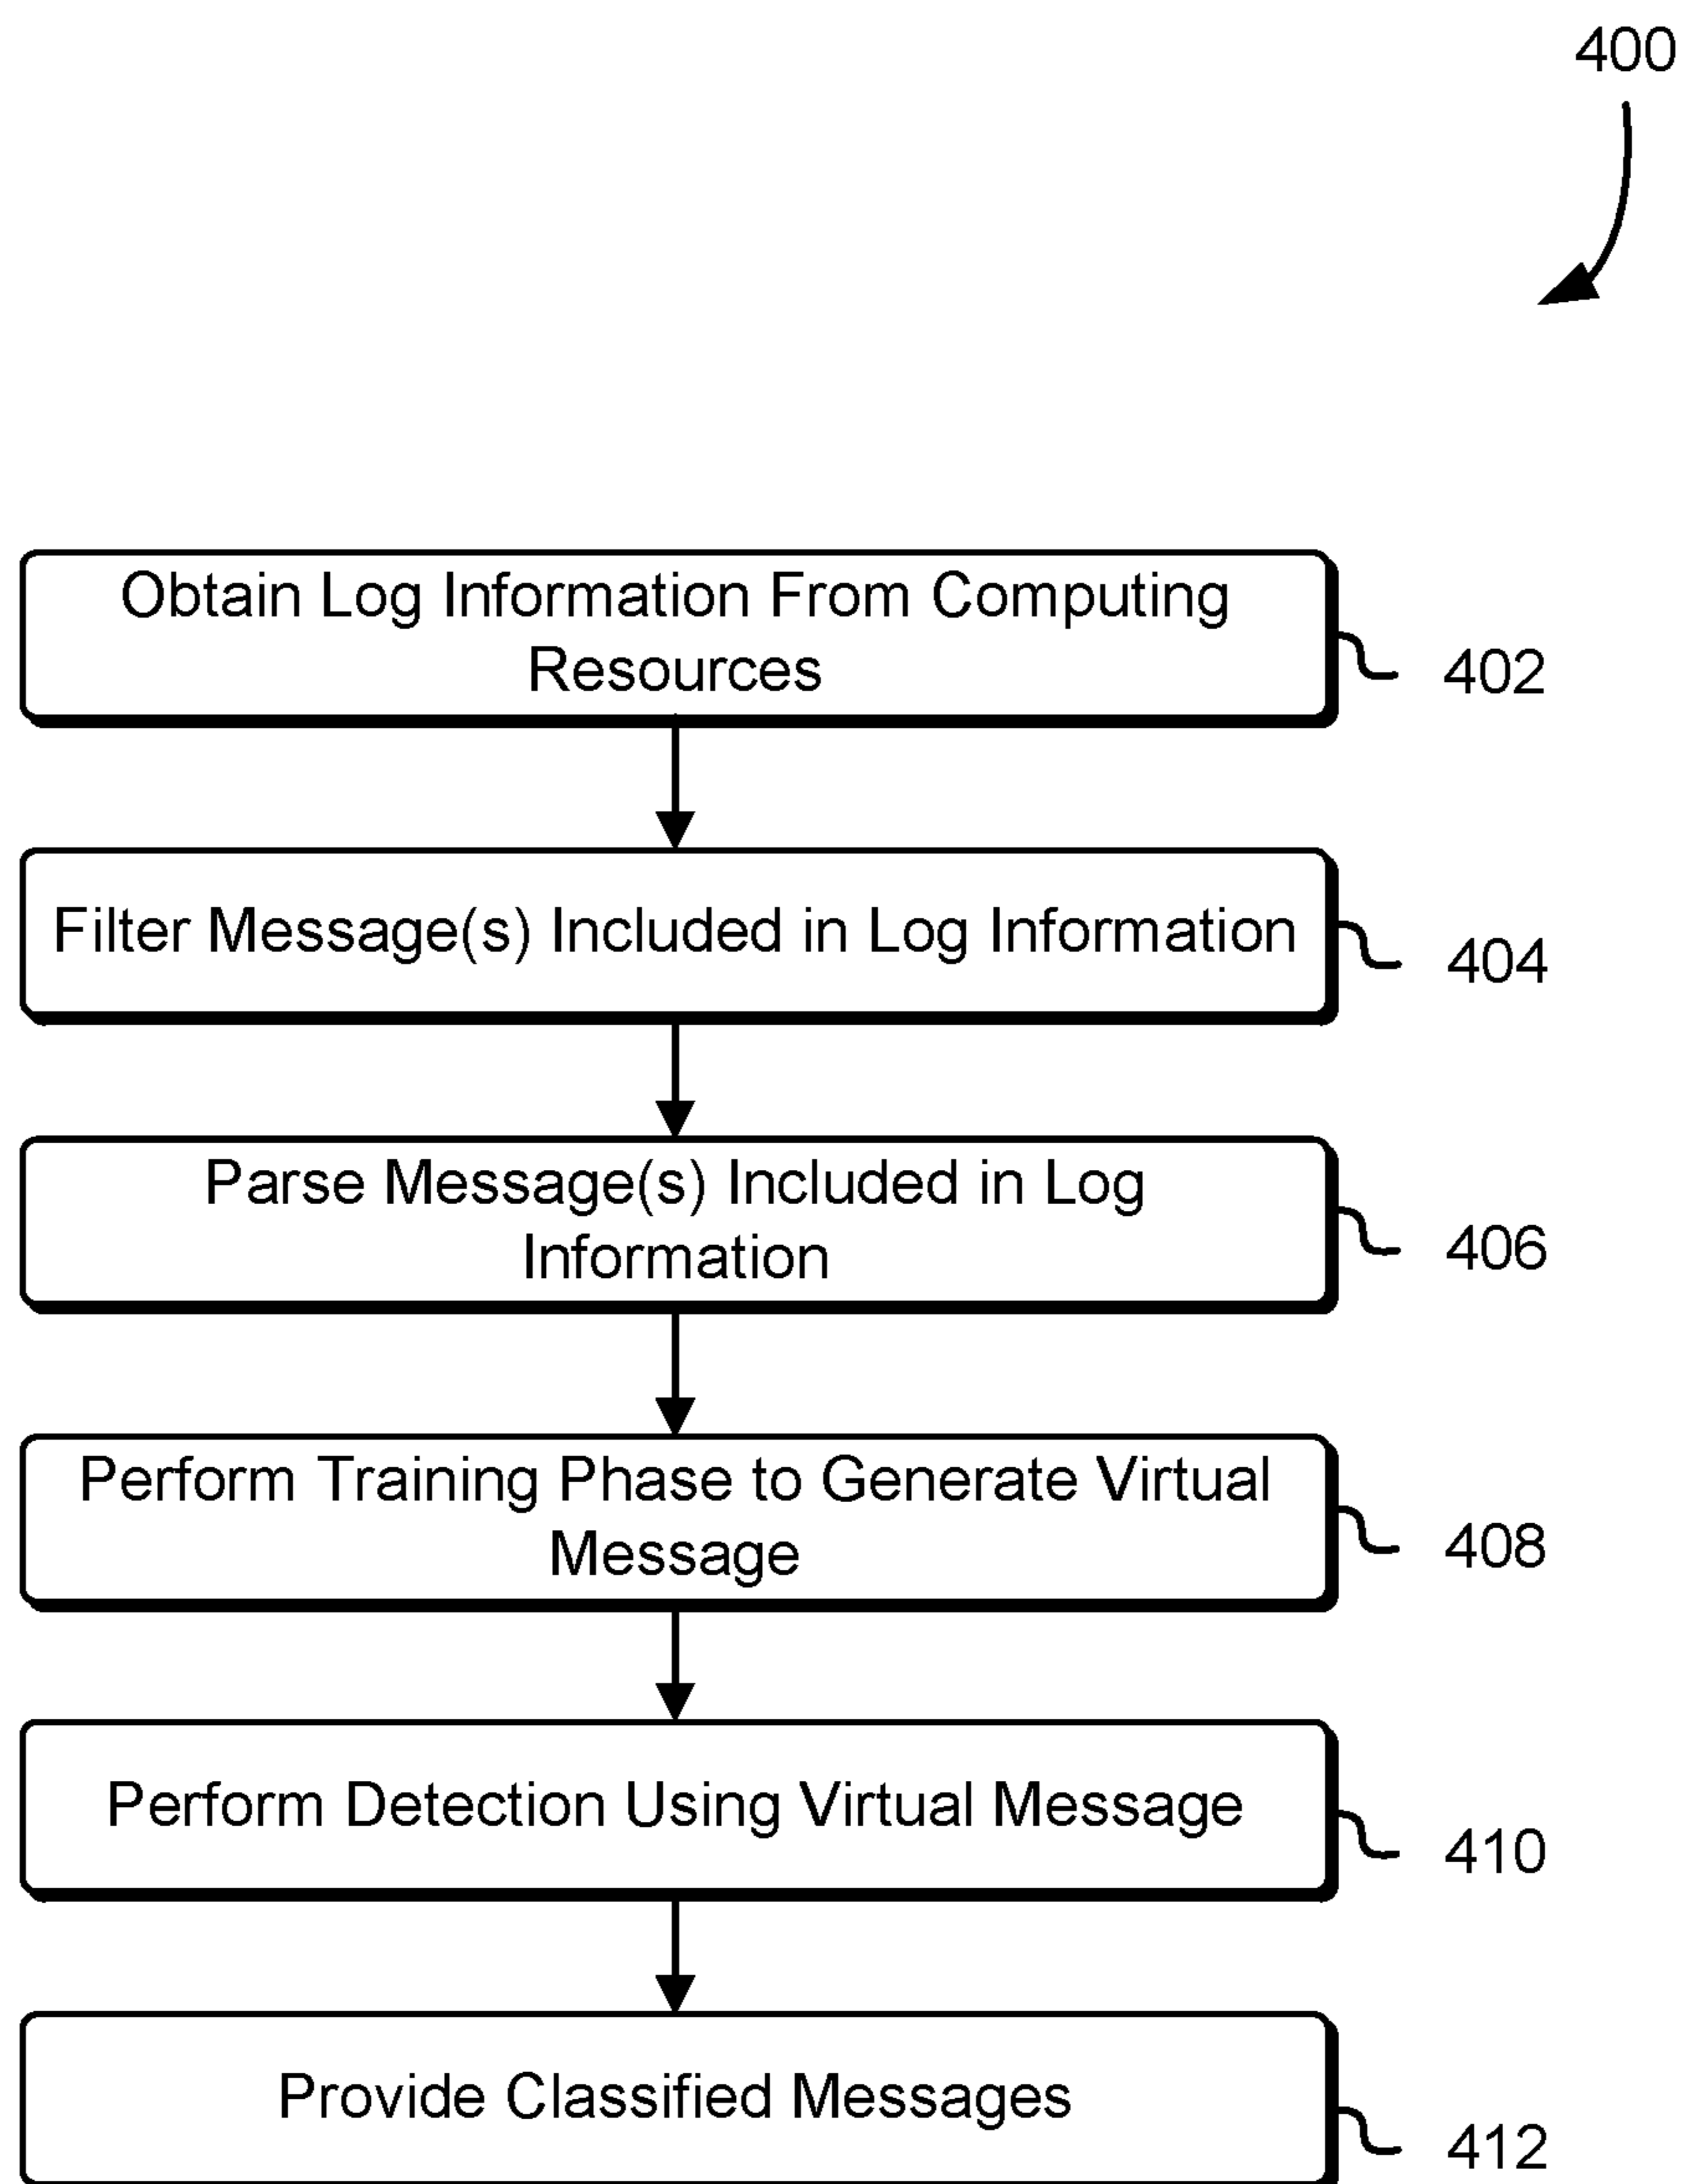 400
Obtain Log Information From Computing
Resources
402
Filter Message(s) Included in Log Information
404
Parse Message(s) Included in Log
Information
406
Perform Training Phase to Generate Virtual
Message
408
Perform Detection Using Virtual Message
410
Provide Classified Messages
412